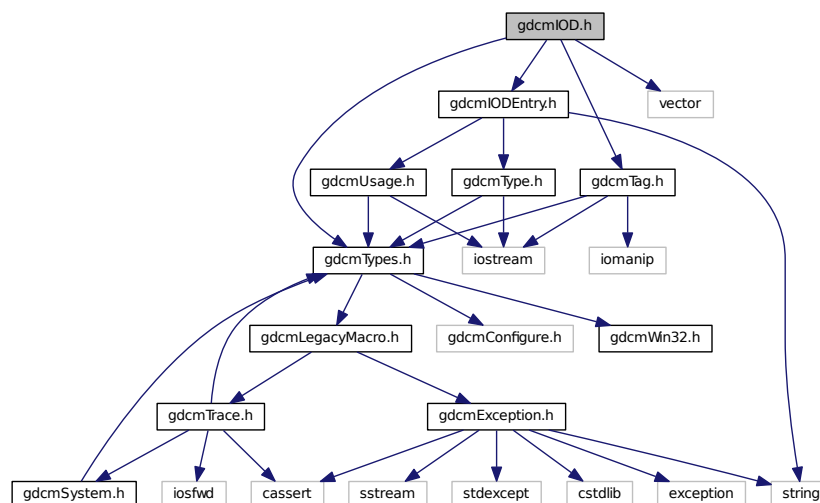 gdcmIOD.h
gdcmIODEntry.h
vector
gdcmUsage.h
gdcmType.h
gdcmTag.h
gdcmTypes.h
iostream
iomanip
gdcmLegacyMacro.h
gdcmConfigure.h
gdcmWin32.h
gdcmTrace.h
gdcmException.h
gdcmSystem.h
iosfwd
cassert
sstream
stdexcept
cstdlib
exception
string